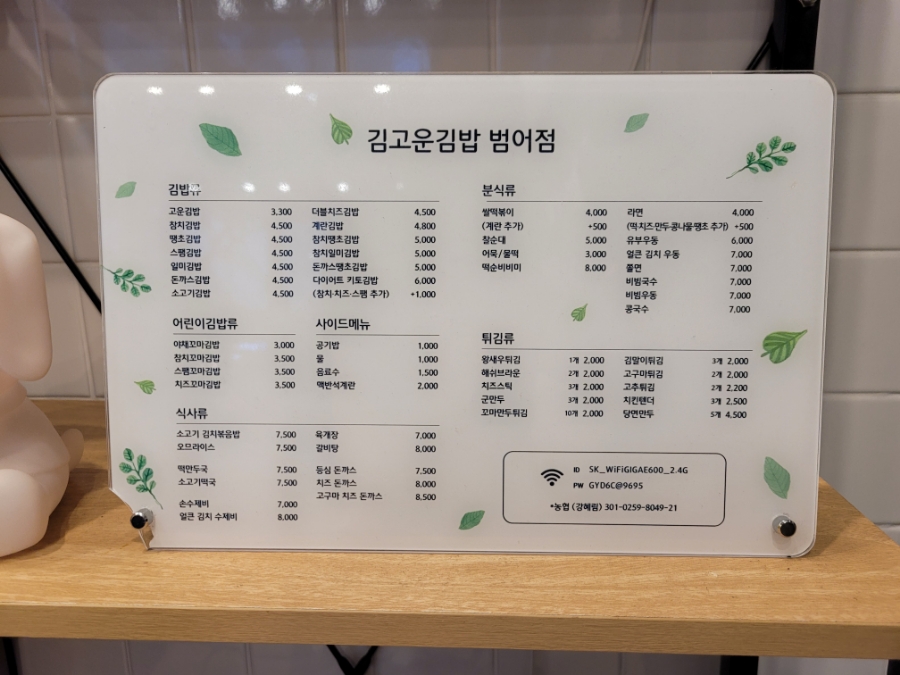 김고운김밥 범어점
김밥류
고운김밥 3,300
참치김밥 4,500
땡초김밥 4,500
스팸김밥 4,500
일미김밥 4,500
돈까스김밥 4,500
소고기김밥 4,500
더블치즈김밥 4,500
계란김밥 4,800
참치땡초김밥 5,000
참치일미김밥 5,000
돈까스땡초김밥 5,000
다이어트 키토김밥 6,000
(참치·치즈·스팸 추가) +1,000
어린이김밥류
야채꼬마김밥 3,000
참치꼬마김밥 3,500
스팸꼬마김밥 3,500
치즈꼬마김밥 3,500
사이드메뉴
공기밥 1,000
물 1,000
음료수 1,500
맥반석계란 2,000
식사류
소고기 김치볶음밥 7,500
오므라이스 7,500
떡만두국 7,500
소고기떡국 7,500
손수제비 7,000
얼큰 김치 수제비 8,000
육개장 7,000
갈비탕 8,000
등심 돈까스 7,500
치즈 돈까스 8,000
고구마 치즈 돈까스 8,500
분식류
쌀떡볶이 4,000
(계란 추가) +500
찰순대 5,000
어묵/물떡 3,000
떡순비비미 8,000
라면 4,000
(떡·치즈·만두·콩나물·땡초 추가) +500
유부우동 6,000
얼큰 김치 우동 7,000
쫄면 7,000
비빔국수 7,000
비빔우동 7,000
콩국수 7,000
튀김류
왕새우튀김 1개 2,000
해쉬브라운 2개 2,000
치즈스틱 3개 2,000
군만두 3개 2,000
꼬마만두튀김 10개 2,000
김말이튀김 3개 2,000
고구마튀김 2개 2,000
고추튀김 2개 2,200
치킨텐더 3개 2,500
당면만두 5개 4,500
ID SK_WiFiGIGAE600_2.4G
PW GYD6C@9695
*농협 (강혜림) 301-0259-8049-21